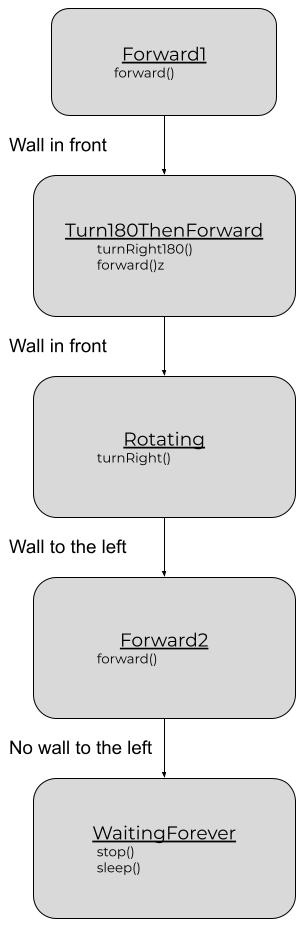 Forward1
forward()
Wall in front
Turn180ThenForward
turnRight180()
forward()z
Wall in front
Rotating
turnRight()
Wall to the left
Forward2
forward()
No wall to the left
WaitingForever
stop()
sleep()